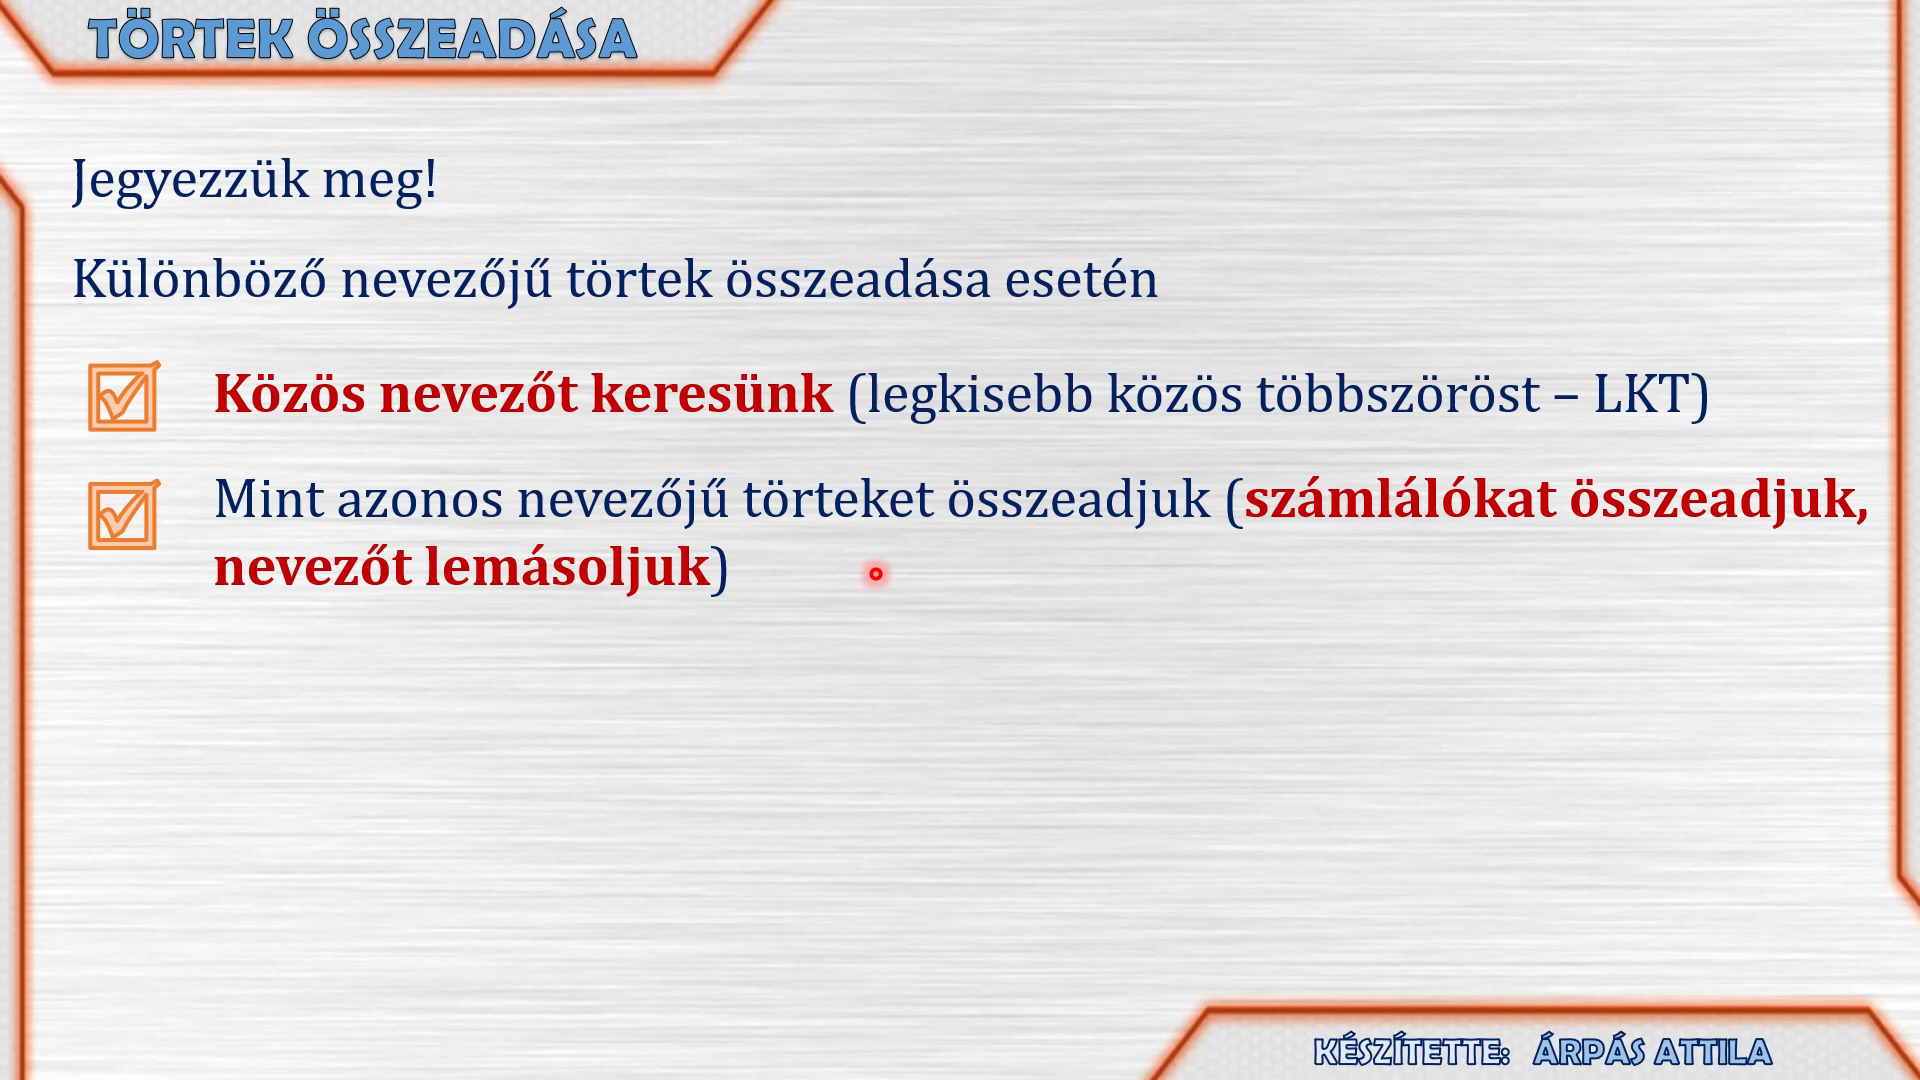 TÖRTEK ÖSSZEADÁSA
Jegyezzük meg!
Különböző nevezőjű törtek összeadása esetén
Közös nevezőt keresünk (legkisebb közös többszöröst – LKT)
Mint azonos nevezőjű törteket összeadjuk (számlálókat összeadjuk,
nevezőt lemásoljuk)
KÉSZÍTETTE: ÁRPÁS ATTILA